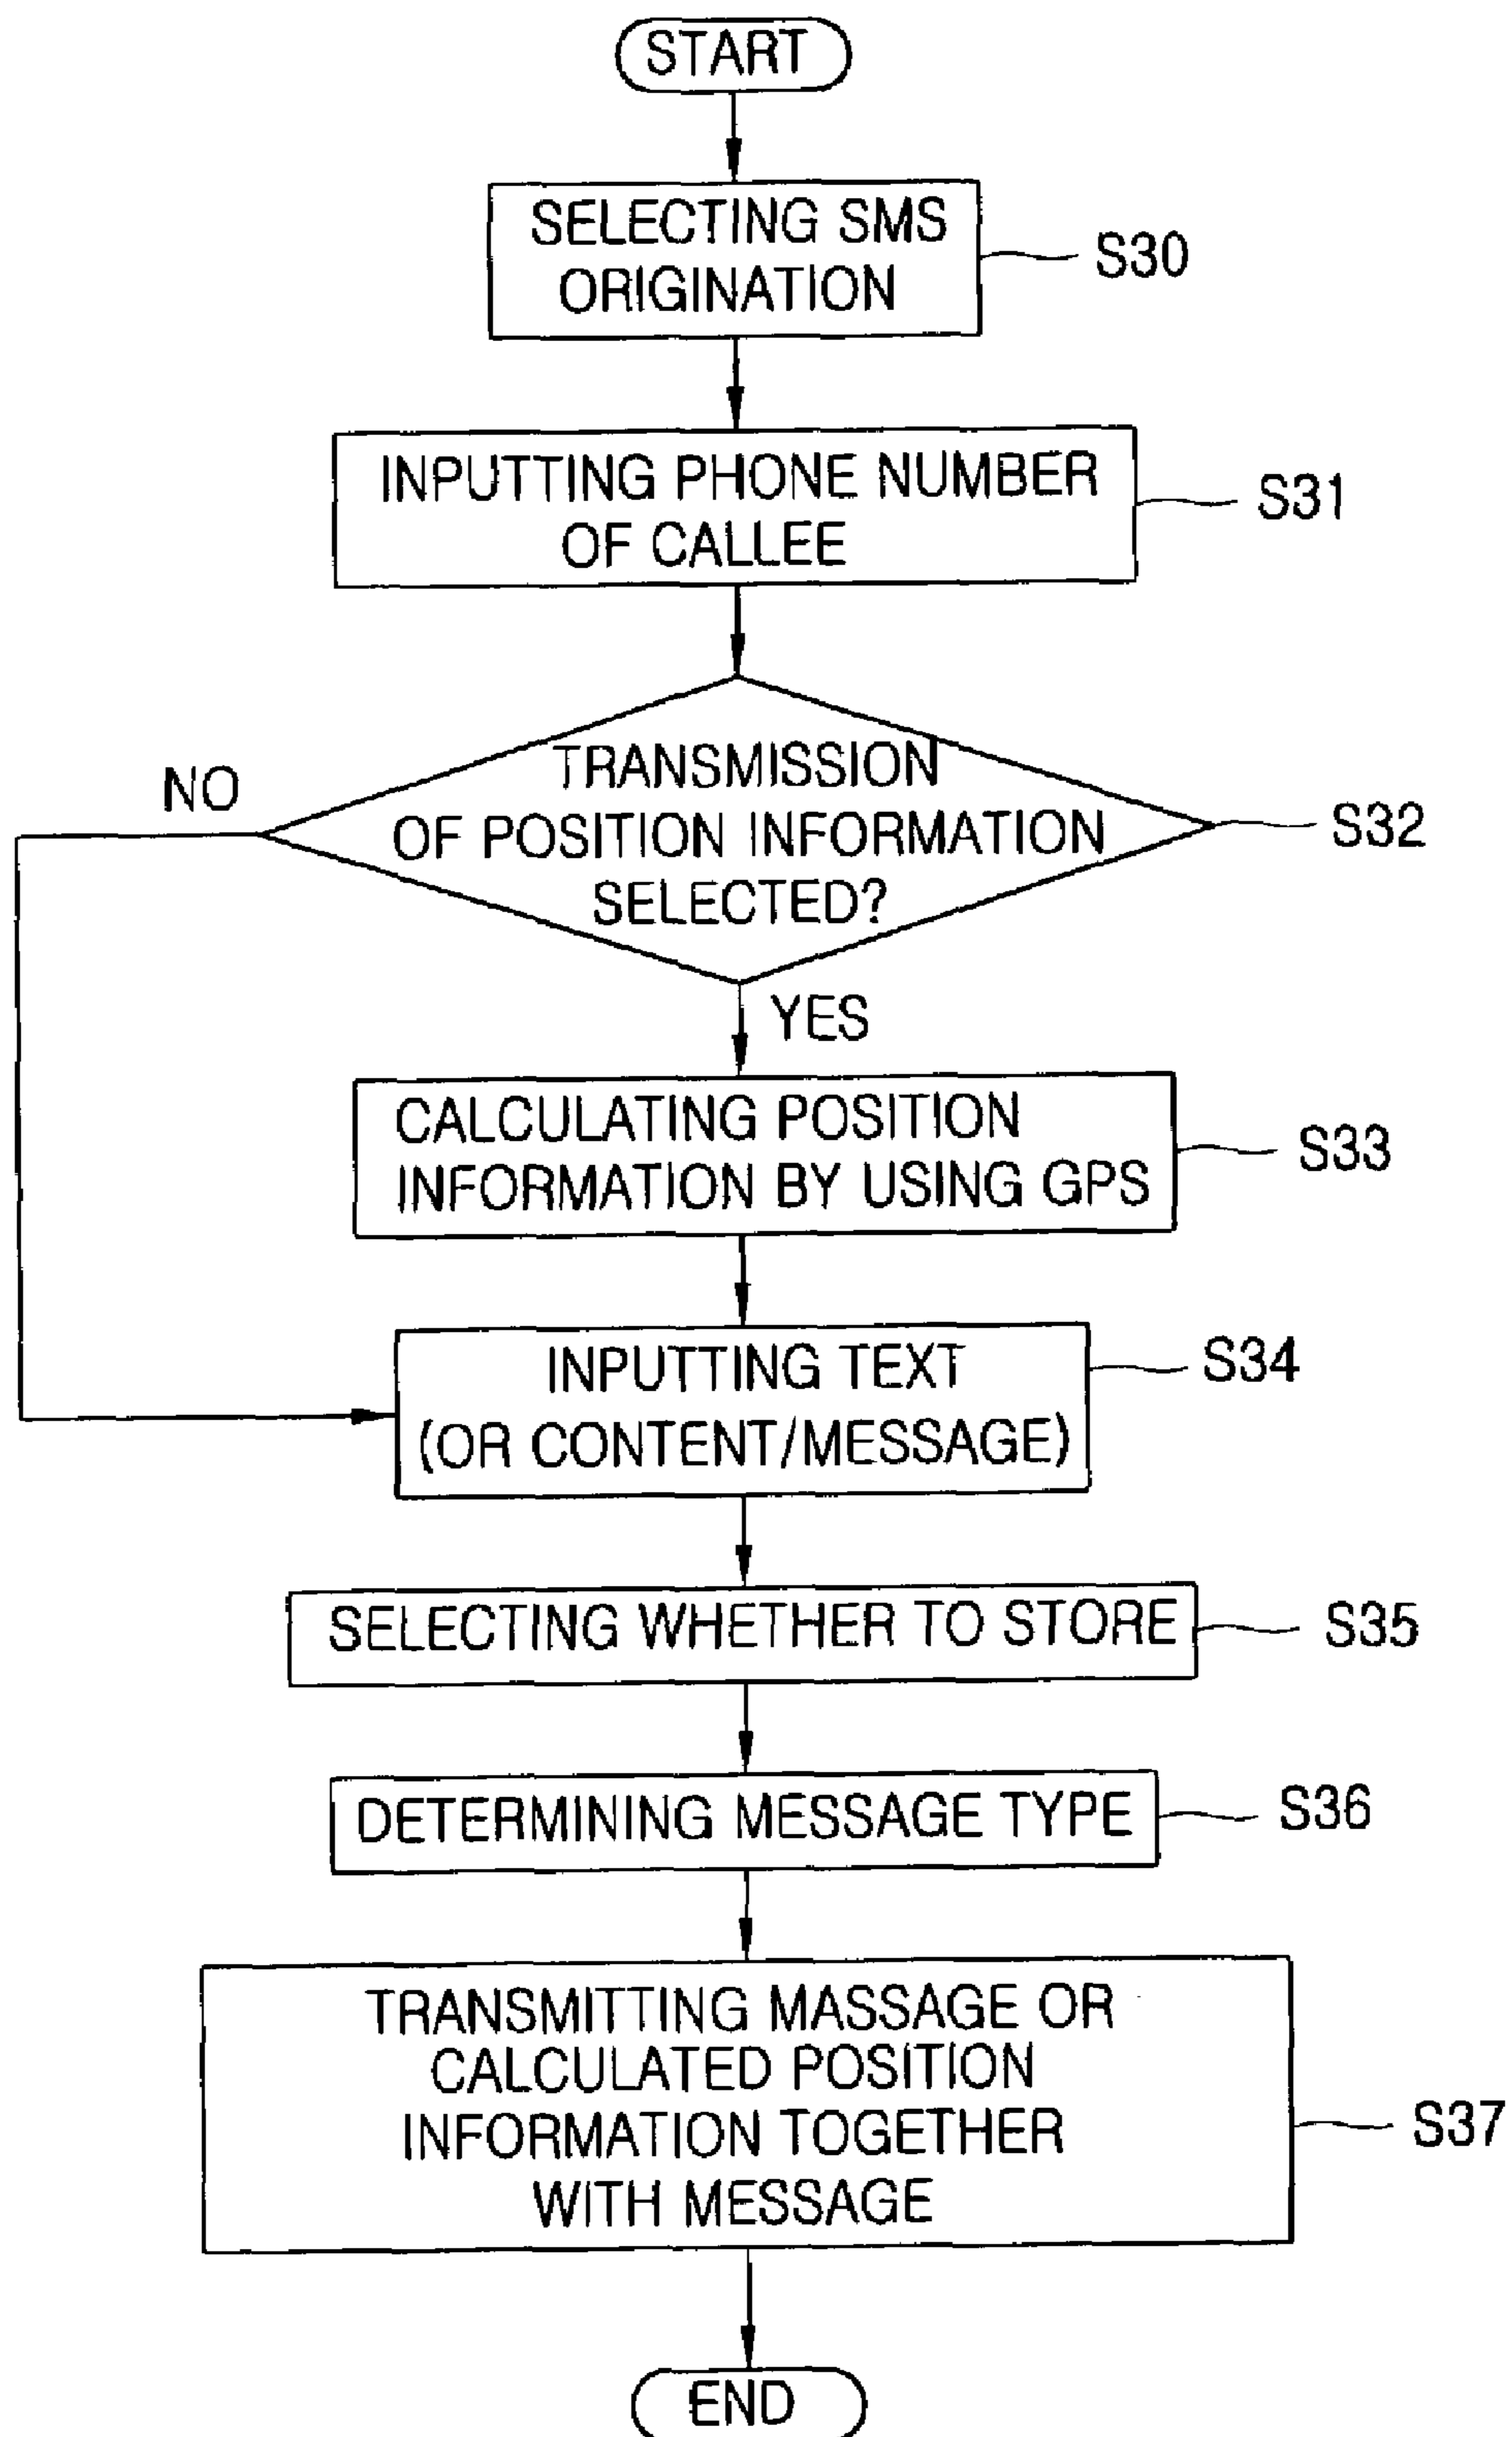 START
SELECTING SMS
ORIGINATION
S30
INPUTTING PHONE NUMBER
OF CALLEE
S31
TRANSMISSION
OF POSITION INFORMATION
SELECTED?
S32
NO
YES
CALCULATING POSITION
INFORMATION BY USING GPS
S33
INPUTTING TEXT
(OR CONTENT/MESSAGE)
S34
SELECTING WHETHER TO STORE
S35
DETERMINING MESSAGE TYPE
S36
TRANSMITTING MASSAGE OR
CALCULATED POSITION
INFORMATION TOGETHER
WITH MESSAGE
S37
END